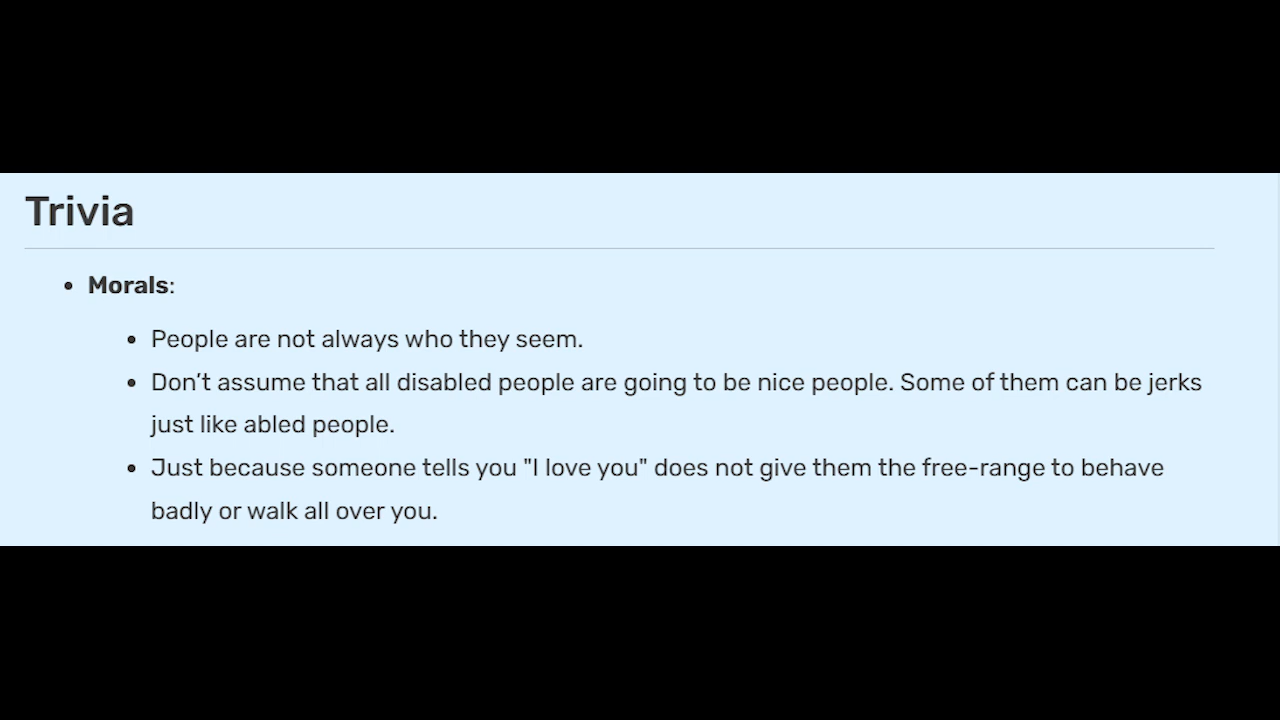 Trivia
Morals:
People are not always who they seem.
Don’t assume that all disabled people are going to be nice people. Some of them can be jerks
just like abled people.
Just because someone tells you "I love you" does not give them the free-range to behave
badly or walk all over you.